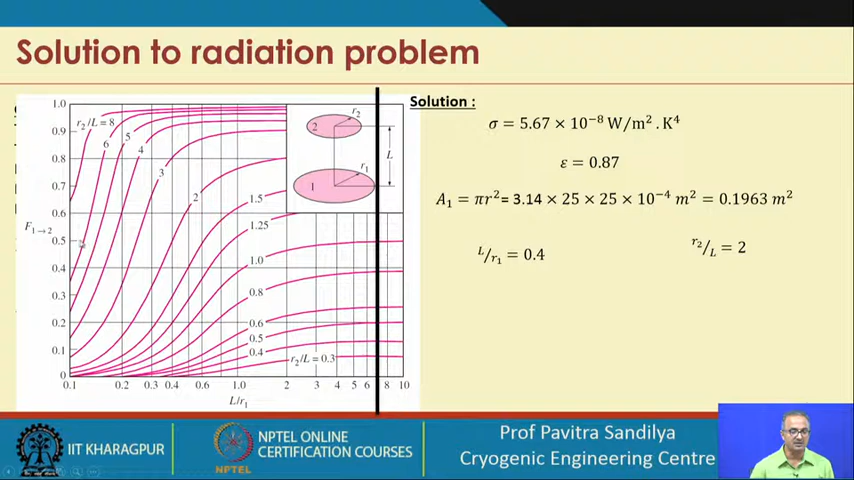 Solution to radiation problem
1.0
0.9
0.8
0.7
0.6
0.5
0.4
0.3
0.2
0.1
0
F1→2
r2/L = 8
6
5
4
3
2
1.5
1.25
1.0
0.8
0.6
0.5
0.4
r2/L = 0.3
2
r2
L
r1
1
0.1 0.2 0.3 0.4 0.6 1.0 2 3 4 5 6 8 10
L/r1
Solution :
σ = 5.67 × 10⁻⁸ W/m² . K⁴
ε = 0.87
A₁ = πr² = 3.14 × 25 × 25 × 10⁻⁴ m² = 0.1963 m²
L/r₁ = 0.4
r₂/L = 2
IIT KHARAGPUR
NPTEL
NPTEL ONLINE
CERTIFICATION COURSES
Prof Pavitra Sandilya
Cryogenic Engineering Centre